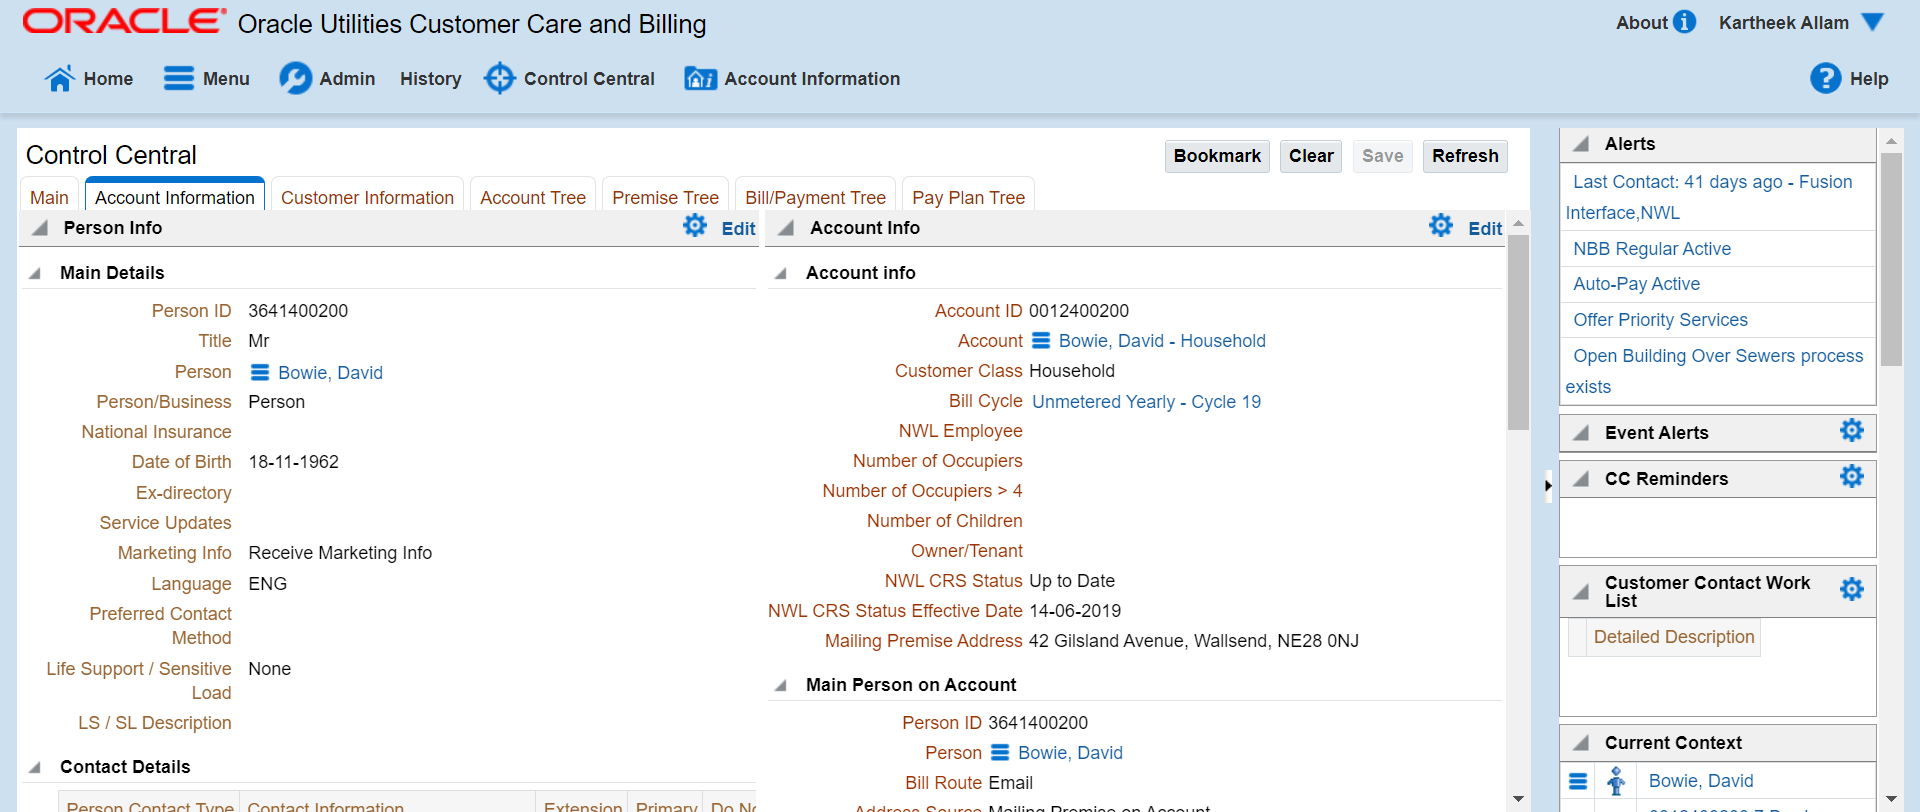 ORACLE Oracle Utilities Customer Care and Billing
About Kartheek Allam
Home Menu Admin History Control Central Account Information Help
Control Central
Bookmark Clear Save Refresh
Main Account Information Customer Information Account Tree Premise Tree Bill/Payment Tree Pay Plan Tree
Person Info Edit
Main Details
Person ID 3641400200
Title Mr
Person Bowie, David
Person/Business Person
National Insurance
Date of Birth 18-11-1962
Ex-directory
Service Updates
Marketing Info Receive Marketing Info
Language ENG
Preferred Contact
Method
Life Support / Sensitive None
Load
LS / SL Description
Contact Details
Person Contact Type Contact Information Extension Primary Do No
Account Info Edit
Account info
Account ID 0012400200
Account Bowie, David - Household
Customer Class Household
Bill Cycle Unmetered Yearly - Cycle 19
NWL Employee
Number of Occupiers
Number of Occupiers > 4
Number of Children
Owner/Tenant
NWL CRS Status Up to Date
NWL CRS Status Effective Date 14-06-2019
Mailing Premise Address 42 Gilsland Avenue, Wallsend, NE28 0NJ
Main Person on Account
Person ID 3641400200
Person Bowie, David
Bill Route Email
Address Source Mailing Premise on Account
Alerts
Last Contact: 41 days ago - Fusion
Interface,NWL
NBB Regular Active
Auto-Pay Active
Offer Priority Services
Open Building Over Sewers process
exists
Event Alerts
CC Reminders
Customer Contact Work
List
Detailed Description
Current Context
Bowie, David